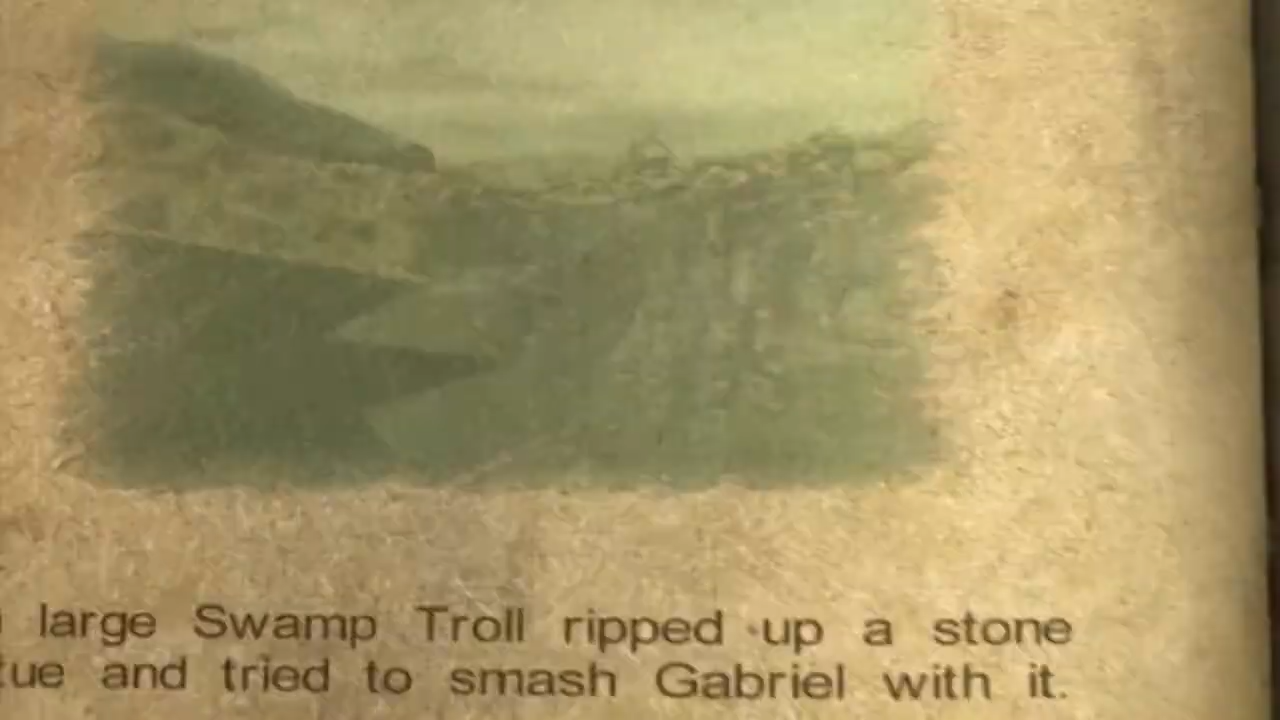 large Swamp Troll ripped up a stone
and tried to smash Gabriel with it.